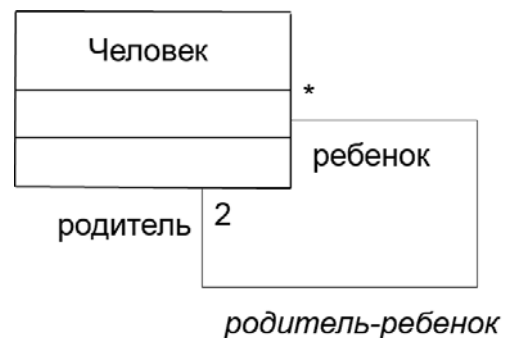 Человек
*
ребенок
родитель 2
родитель-ребенок